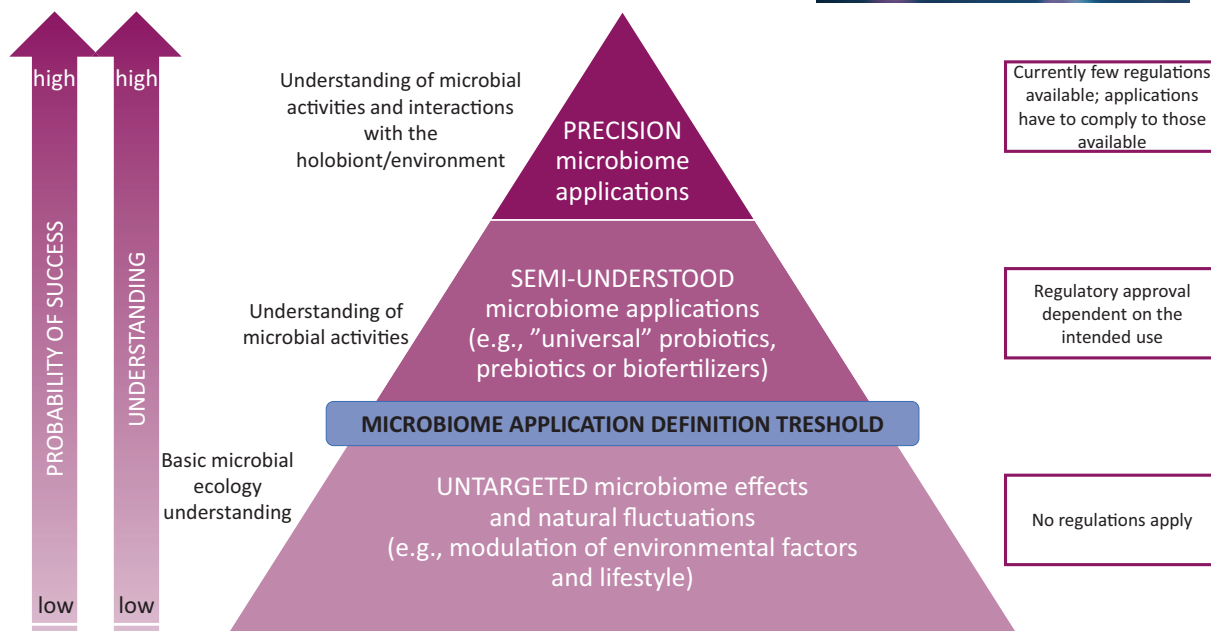 high
high
PROBABILITY OF SUCCESS
UNDERSTANDING
low
low
Understanding of microbial
activities and interactions
with the
holobiont/environment
PRECISION
microbiome
applications
Currently few regulations
available; applications
have to comply to those
available
Understanding of
microbial activities
SEMI-UNDERSTOOD
microbiome applications
(e.g., ”universal” probiotics,
prebiotics or biofertilizers)
Regulatory approval
dependent on the
intended use
MICROBIOME APPLICATION DEFINITION TRESHOLD
Basic microbial
ecology
understanding
UNTARGETED microbiome effects
and natural fluctuations
(e.g., modulation of environmental factors
and lifestyle)
No regulations apply